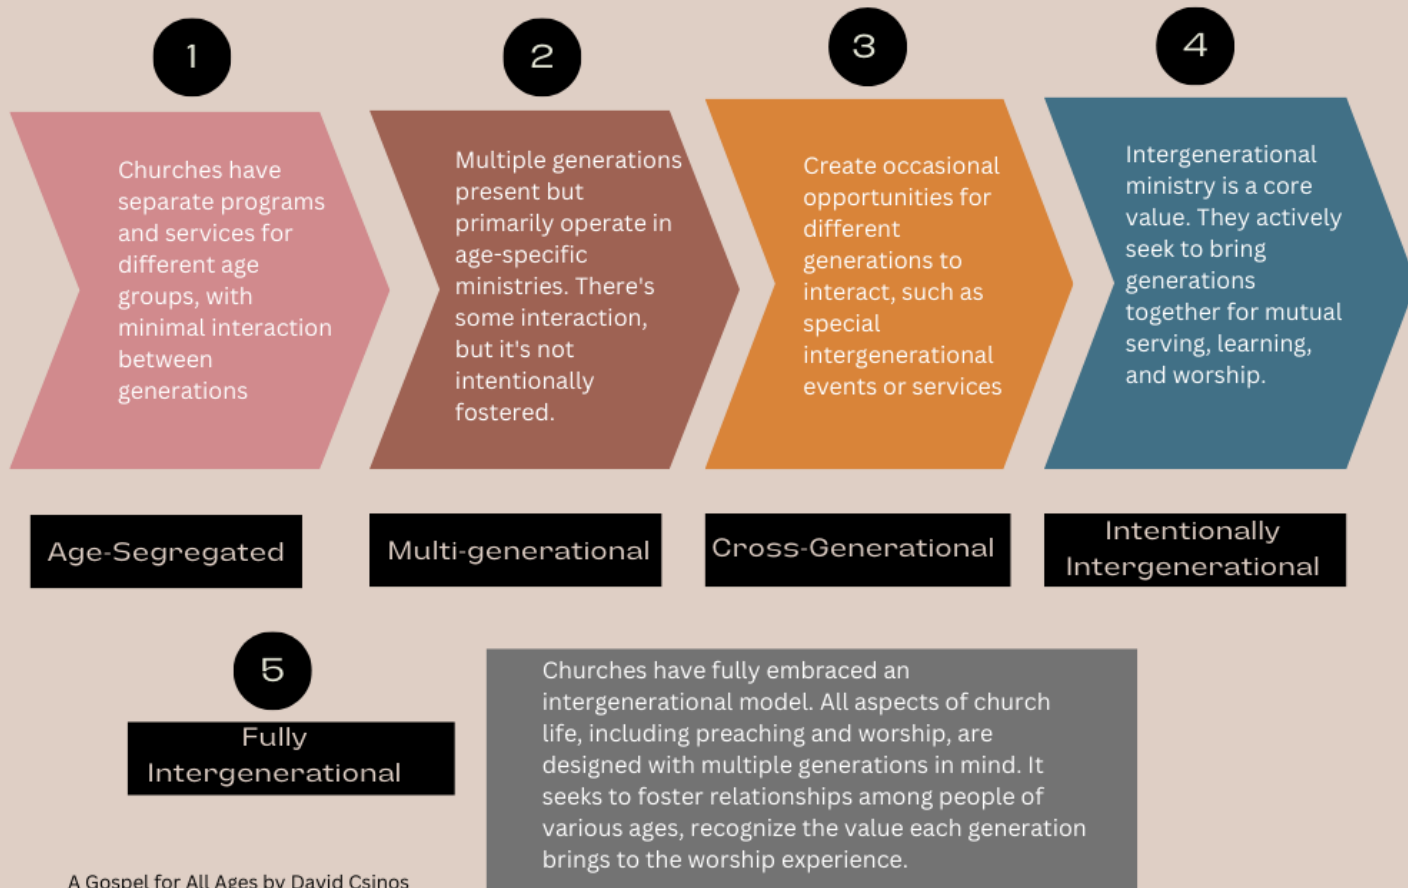 1
Churches have
separate programs
and services for
different age
groups, with
minimal interaction
between
generations
Age-Segregated
2
Multiple generations
present but
primarily operate in
age-specific
ministries. There's
some interaction,
but it's not
intentionally
fostered.
Multi-generational
3
Create occasional
opportunities for
different
generations to
interact, such as
special
intergenerational
events or services
Cross-Generational
4
Intergenerational
ministry is a core
value. They actively
seek to bring
generations
together for mutual
serving, learning,
and worship.
Intentionally
Intergenerational
5
Fully
Intergenerational
Churches have fully embraced an
intergenerational model. All aspects of church
life, including preaching and worship, are
designed with multiple generations in mind. It
seeks to foster relationships among people of
various ages, recognize the value each generation
brings to the worship experience.
A Gospel for All Ages by David Csinos